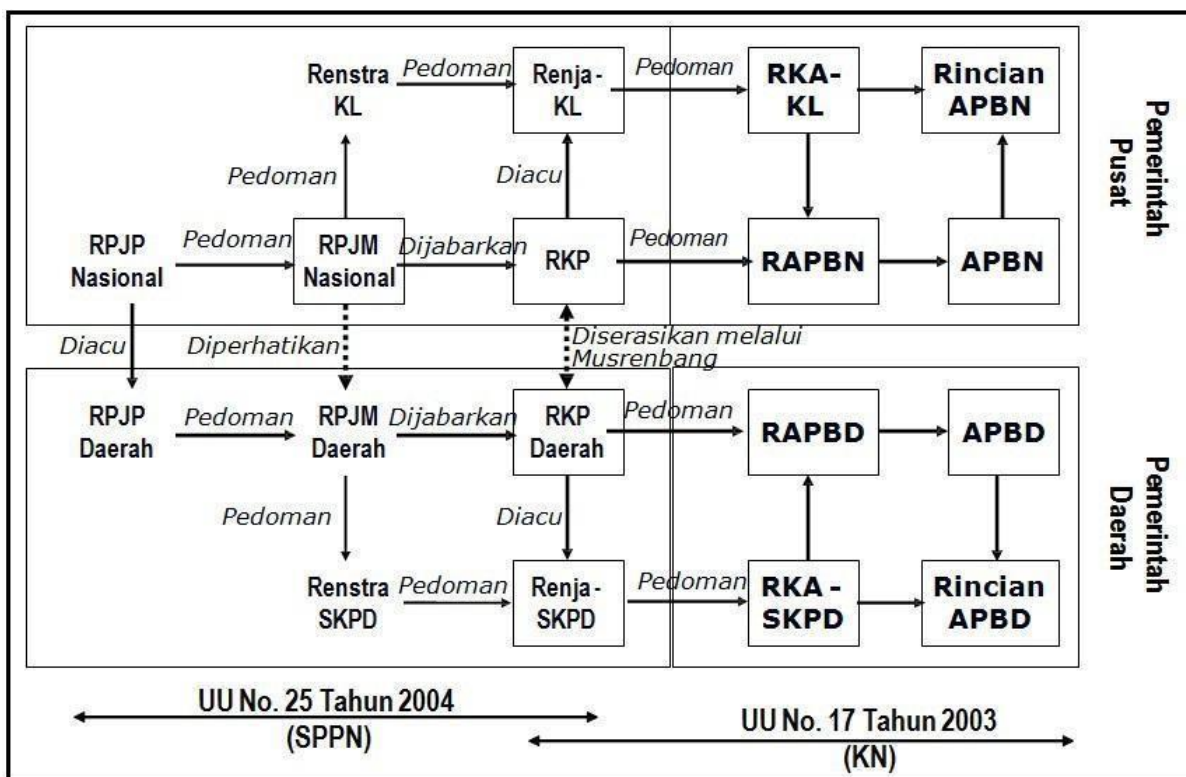 Renstra
KL
Pedoman
Renja-
KL
Pedoman
RKA-
KL
Rincian
APBN
Pemerintah
Pusat
Pedoman
Diacu
RPJP
Nasional
Pedoman
RPJM
Nasional
Dijabarkan
RKP
Pedoman
RAPBN
APBN
Diacu
Diperhatikan
Diserasikan melalui
Musrenbang
RPJP
Daerah
Pedoman
RPJM
Daerah
Dijabarkan
RKP
Daerah
Pedoman
RAPBD
APBD
Pemerintah
Daerah
Pedoman
Diacu
Renstra
SKPD
Pedoman
Renja-
SKPD
Pedoman
RKA -
SKPD
Rincian
APBD
UU No. 25 Tahun 2004
(SPPN)
UU No. 17 Tahun 2003
(KN)